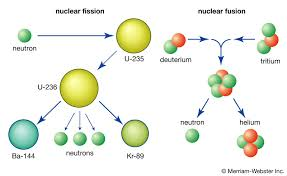 nuclear fission
neutron
U-235
U-236
Ba-144
neutrons
Kr-89
nuclear fusion
deuterium
tritium
neutron
helium
© Merriam-Webster Inc.